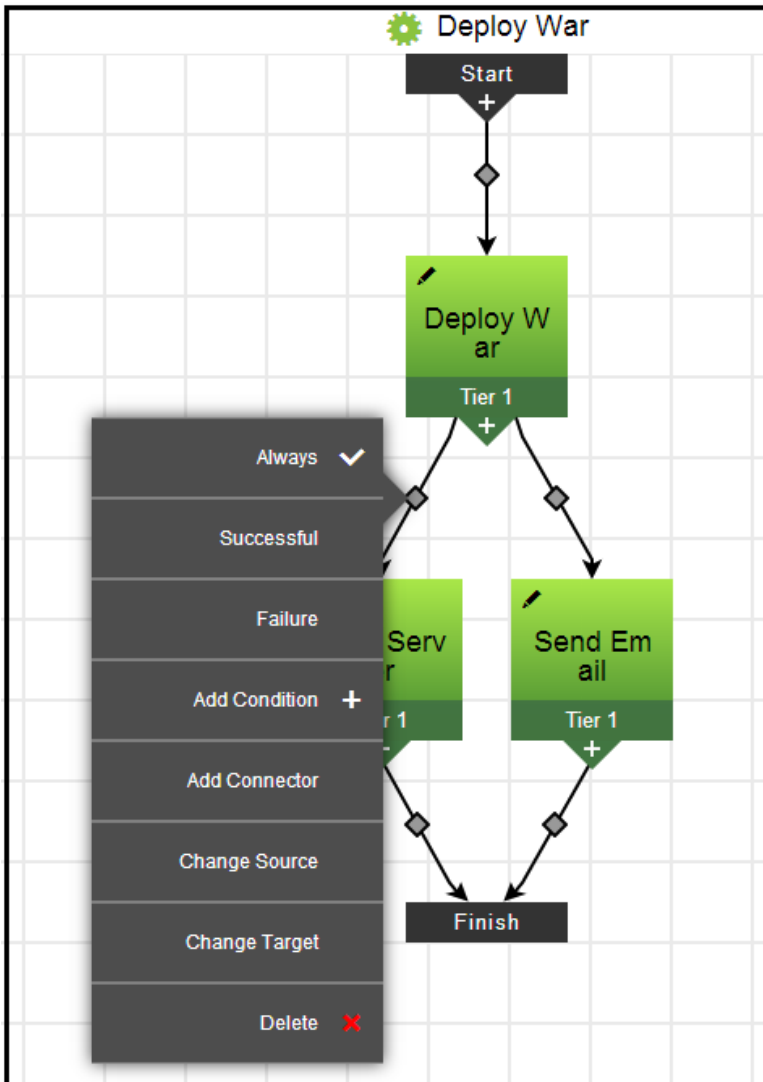 Deploy War
Start
Deploy W
ar
Tier 1
Always
Successful
Failure
Add Condition
Add Connector
Change Source
Change Target
Delete
Serv
r
r 1
Send Em
ail
Tier 1
Finish